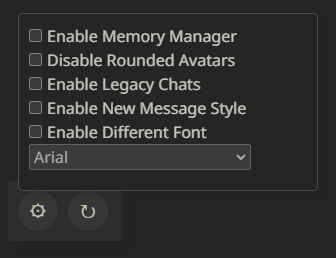 Enable Memory Manager
Disable Rounded Avatars
Enable Legacy Chats
Enable New Message Style
Enable Different Font
Arial